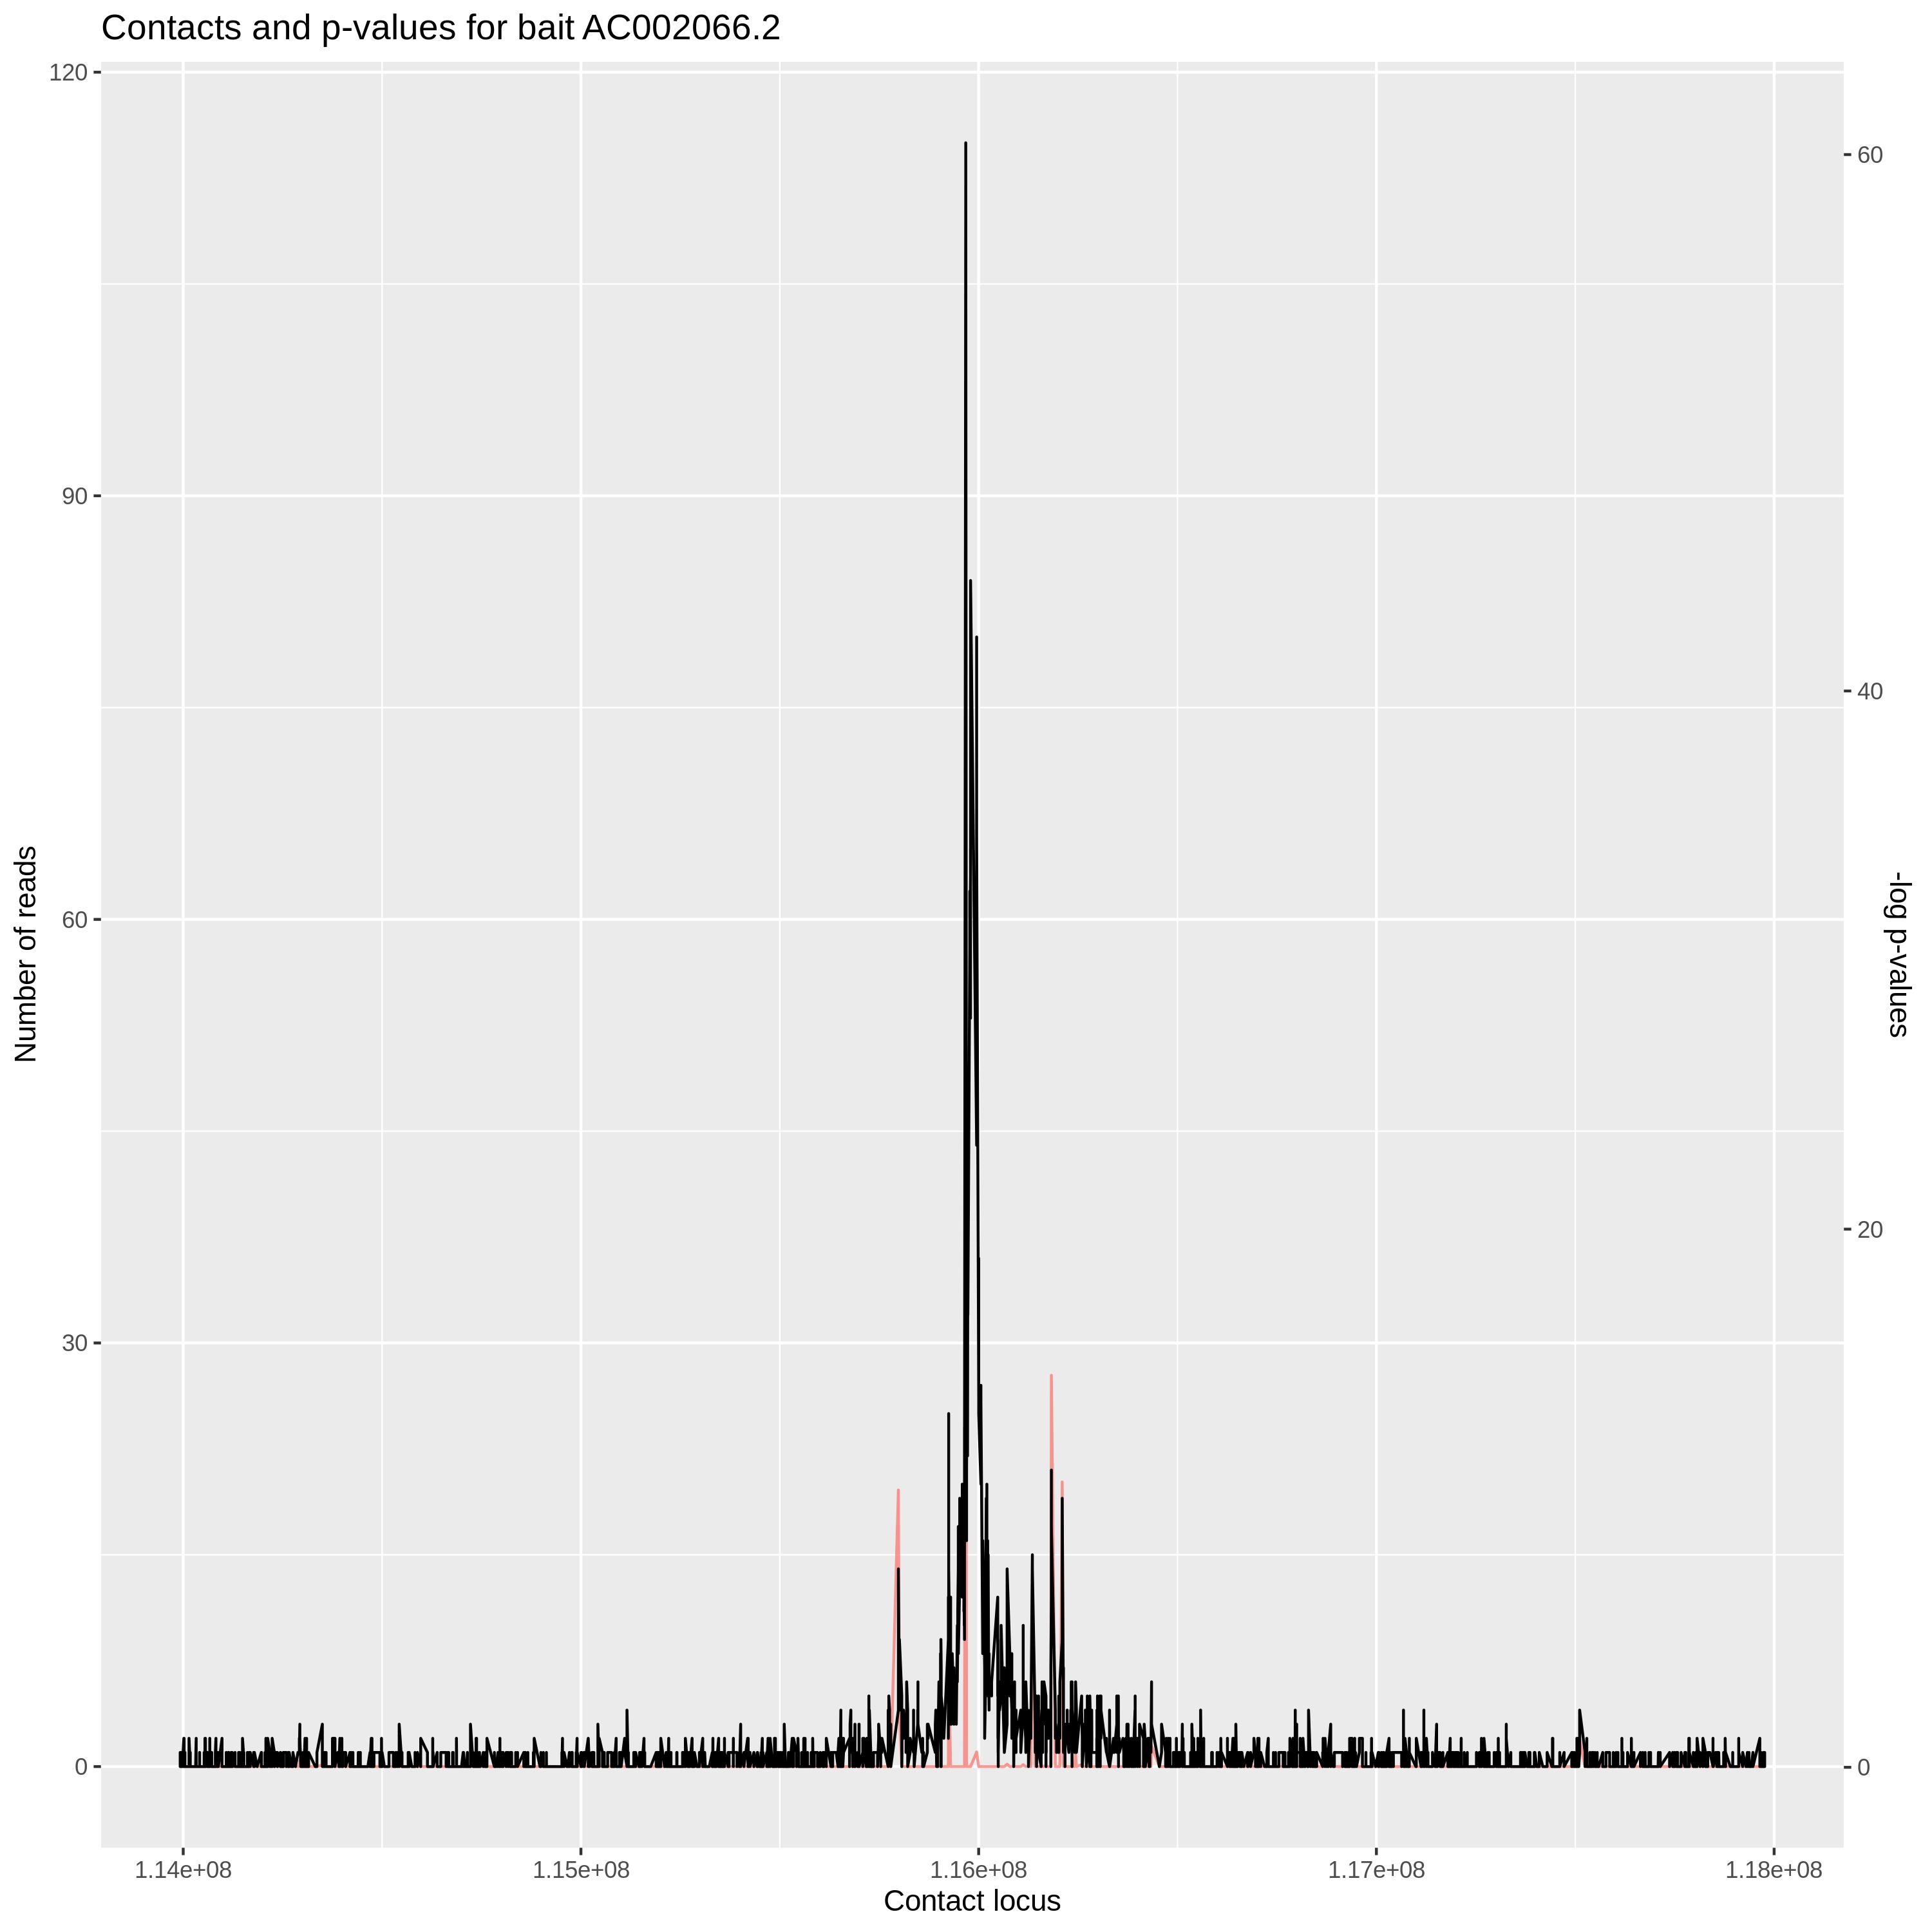 Contacts and p-values for bait AC002066.2
120
90
60
30
0
Number of reads
60
40
20
0
-log p-values
1.14e+08 1.15e+08 1.16e+08 1.17e+08 1.18e+08
Contact locus